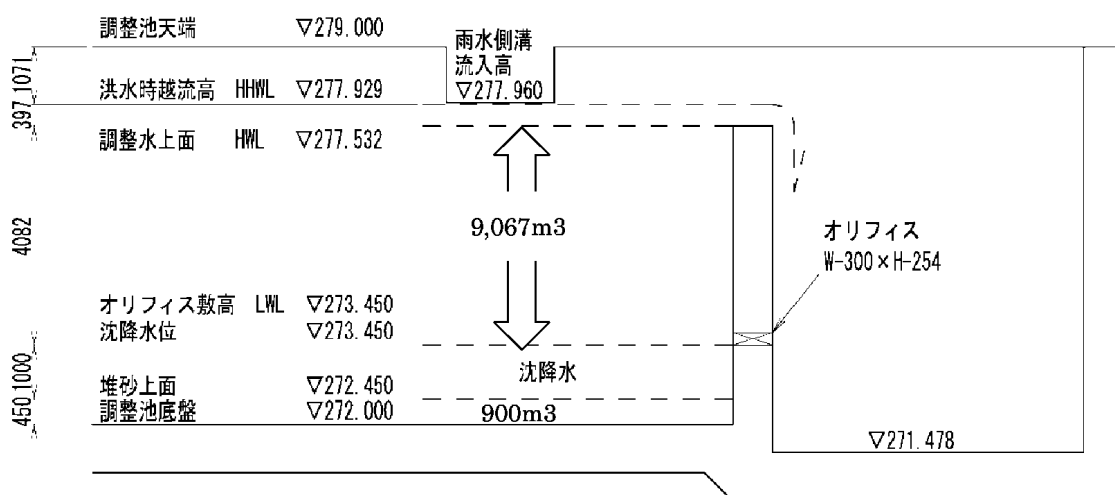 調整池天端 ▽279.000
雨水側溝
流入高
▽277.960
1071
洪水時越流高 HHWL ▽277.929
397
調整水上面 HWL ▽277.532
9,067m3
4082
オリフィス
W-300×H-254
オリフィス敷高 LWL ▽273.450
沈降水位 ▽273.450
沈降水
1000
堆砂上面 ▽272.450
450
調整池底盤 ▽272.000
900m3
▽271.478